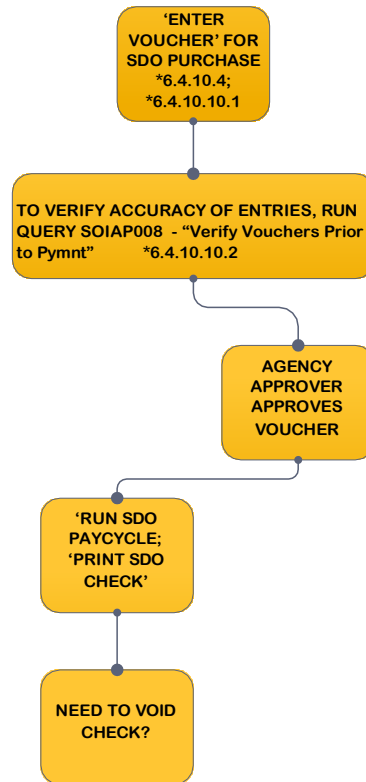 ‘ENTER
VOUCHER’ FOR
SDO PURCHASE
*6.4.10.4;
*6.4.10.10.1
TO VERIFY ACCURACY OF ENTRIES, RUN
QUERY SOIAP008 - “Verify Vouchers Prior
to Pymnt” *6.4.10.10.2
AGENCY
APPROVER
APPROVES
VOUCHER
‘RUN SDO
PAYCYCLE;
‘PRINT SDO
CHECK’
NEED TO VOID
CHECK?